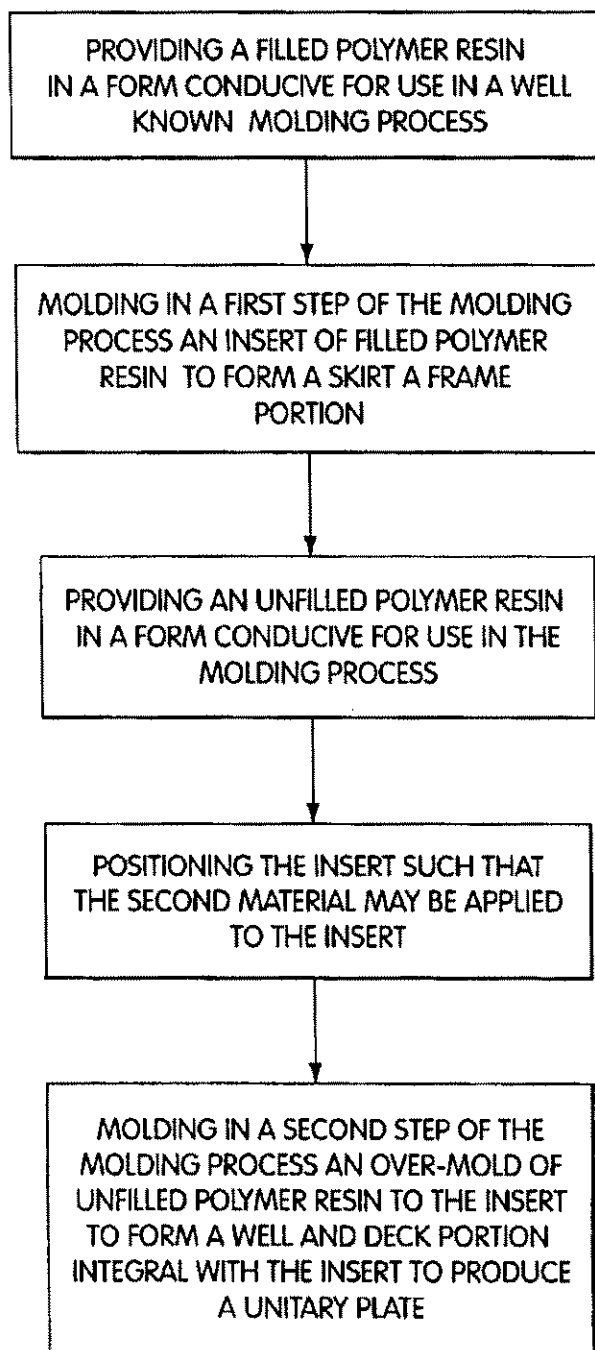 PROVIDING A FILLED POLYMER RESIN
IN A FORM CONDUCIVE FOR USE IN A WELL
KNOWN MOLDING PROCESS
MOLDING IN A FIRST STEP OF THE MOLDING
PROCESS AN INSERT OF FILLED POLYMER
RESIN TO FORM A SKIRT A FRAME
PORTION
PROVIDING AN UNFILLED POLYMER RESIN
IN A FORM CONDUCIVE FOR USE IN THE
MOLDING PROCESS
POSITIONING THE INSERT SUCH THAT
THE SECOND MATERIAL MAY BE APPLIED
TO THE INSERT
MOLDING IN A SECOND STEP OF THE
MOLDING PROCESS AN OVER-MOLD OF
UNFILLED POLYMER RESIN TO THE INSERT
TO FORM A WELL AND DECK PORTION
INTEGRAL WITH THE INSERT TO PRODUCE
A UNITARY PLATE